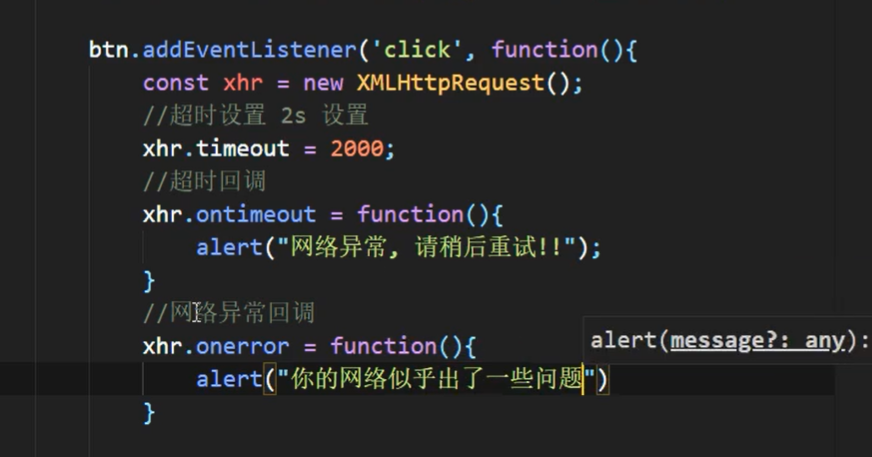 btn.addEventListener('click', function(){
const xhr = new XMLHttpRequest();
//超时设置 2s 设置
xhr.timeout = 2000;
//超时回调
xhr.ontimeout = function(){
alert("网络异常, 请稍后重试!!");
}
//网络异常回调
xhr.onerror = function(){
alert(message?: any):
alert("你的网络似乎出了一些问题")
}